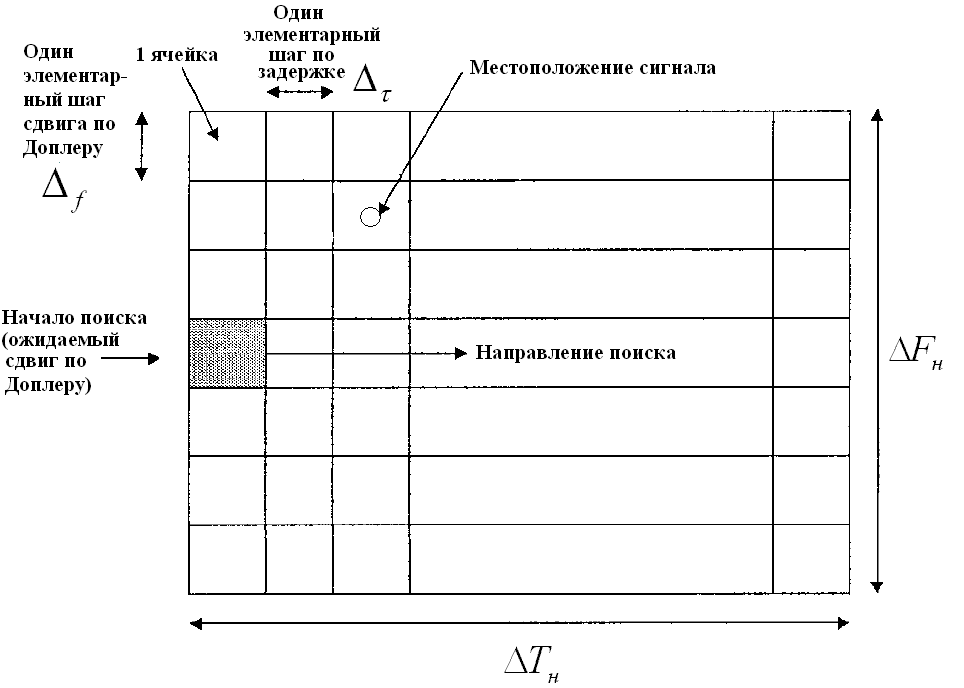 Один
элементарный
шаг по
задержке
Δτ
Один
элементар-
ный шаг
сдвига по
Доплеру
Δf
1 ячейка
Местоположение сигнала
Начало поиска
(ожидаемый
сдвиг по
Доплеру)
Направление поиска
ΔFн
ΔTн